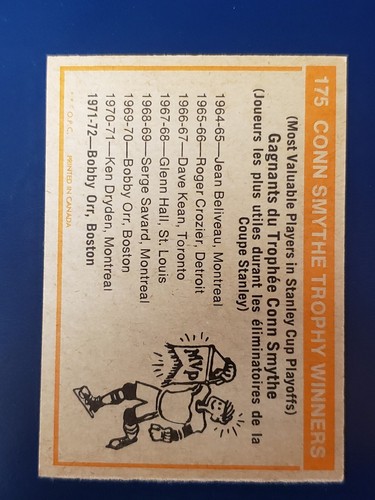 175 CONN SMYTHE TROPHY WINNERS
(Most Valuable Players in Stanley Cup Playoffs)
Gagnants du Trophée Conn Smythe
(Joueurs les plus utiles durant les éliminatoires de la
Coupe Stanley)
1964-65—Jean Beliveau, Montreal
1965-66—Roger Crozier, Detroit
1966-67—Dave Kean, Toronto
1967-68—Glenn Hall, St. Louis
1968-69—Serge Savard, Montreal
1969-70—Bobby Orr, Boston
1970-71—Ken Dryden, Montreal
1971-72—Bobby Orr, Boston
MVP
O.P.C. PRINTED IN CANADA